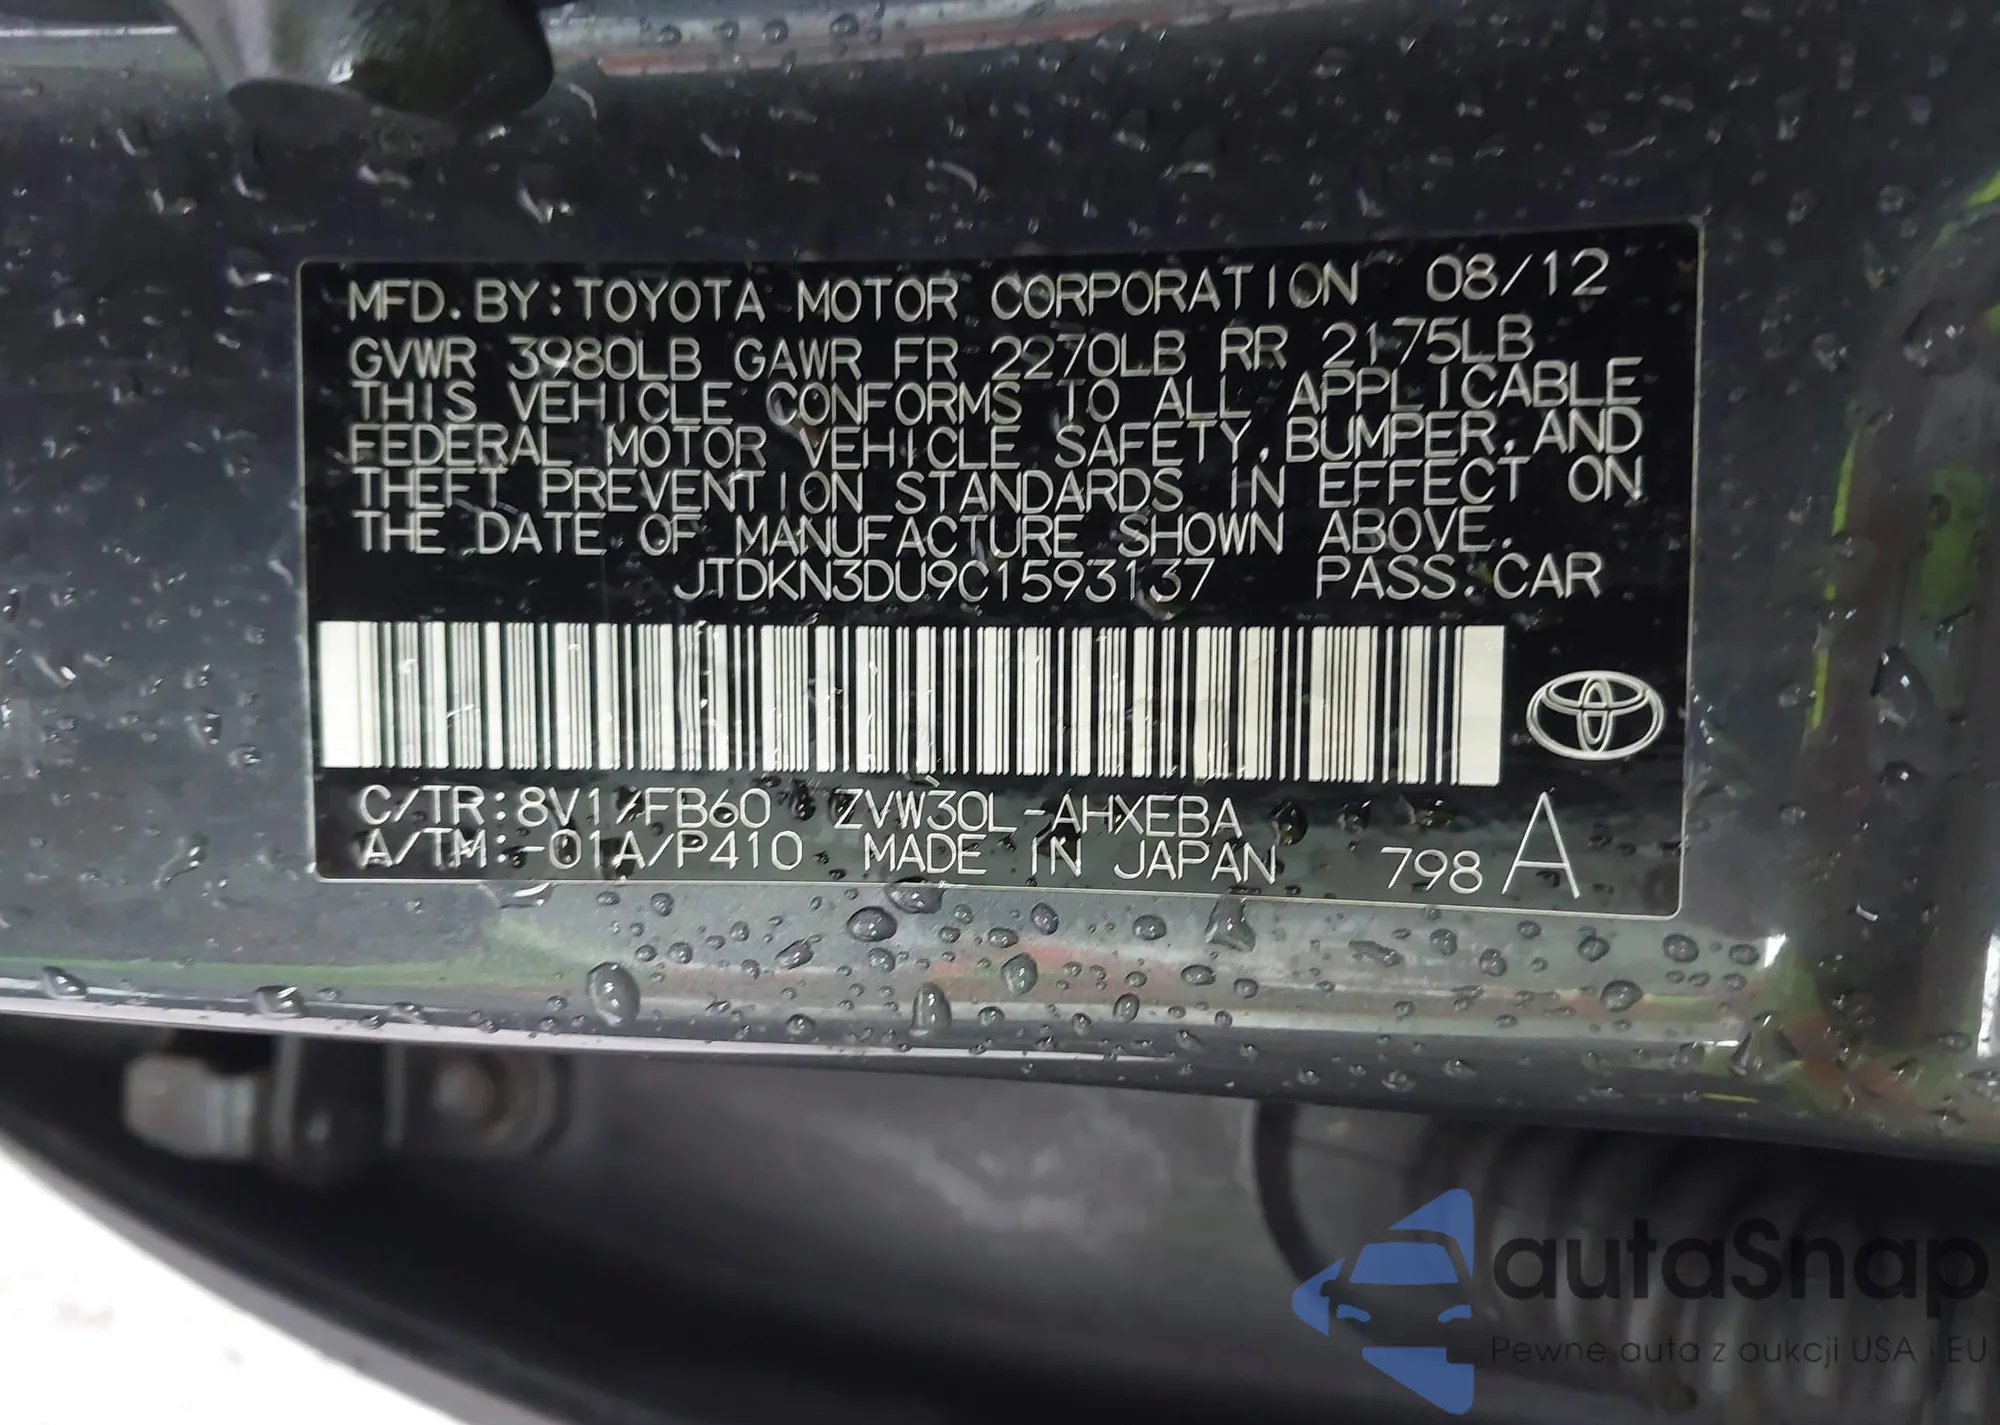 MFD. BY: TOYOTA MOTOR CORPORATION 08/12
GVWR 3980LB GAWR FR 2270LB RR 2175LB
THIS VEHICLE CONFORMS TO ALL APPLICABLE
FEDERAL MOTOR VEHICLE SAFETY, BUMPER, AND
THEFT PREVENTION STANDARDS IN EFFECT ON
THE DATE OF MANUFACTURE SHOWN ABOVE.
JTDKN3DU9C1593137 PASS. CAR
C/TR: 8V1/FB60 ZVW30L-AHXEBA
A/TM: -01A/P410 MADE IN JAPAN 798 A
autaSnap
Pewne auta z aukcji USA i EU